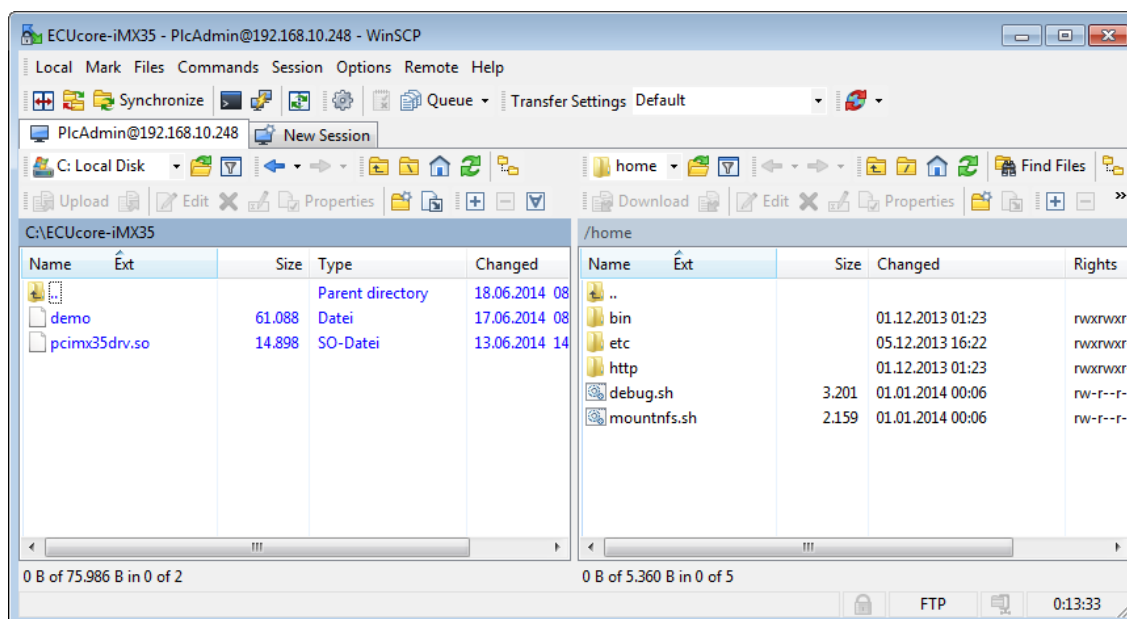 ECUcore-iMX35 - PlcAdmin@192.168.10.248 - WinSCP
Local Mark Files Commands Session Options Remote Help
Synchronize Queue Transfer Settings Default
PlcAdmin@192.168.10.248 New Session
C: Local Disk home Find Files
Upload Edit Properties Download Edit Properties »
C:\ECUcore-iMX35 /home
Name Ext Size Type Changed Name Ext Size Changed Rights
.. Parent directory 18.06.2014 08 ..
demo 61.088 Datei 17.06.2014 08 bin 01.12.2013 01:23 rwxrwxr
pcimx35drv.so 14.898 SO-Datei 13.06.2014 14 etc 05.12.2013 16:22 rwxrwxr
http 01.12.2013 01:23 rwxrwxr
debug.sh 3.201 01.01.2014 00:06 rw-r--r-
mountnfs.sh 2.159 01.01.2014 00:06 rw-r--r-
0 B of 75.986 B in 0 of 2 0 B of 5.360 B in 0 of 5
FTP 0:13:33